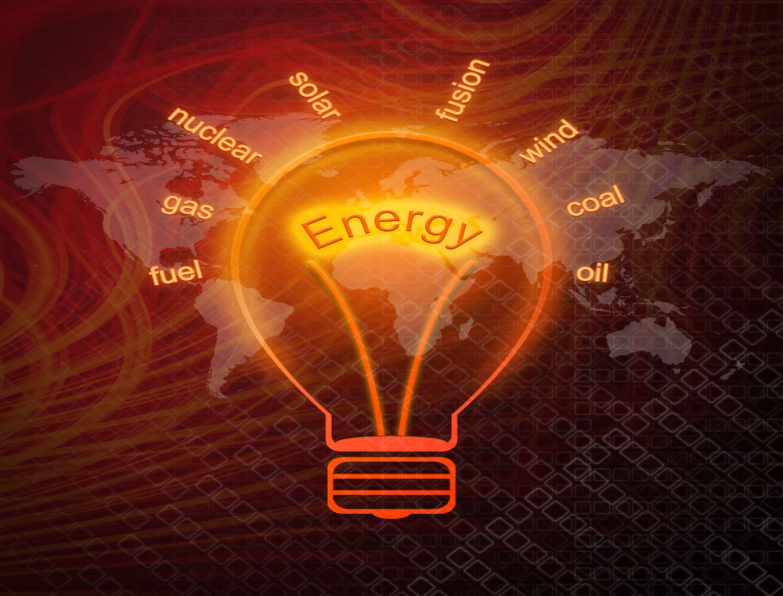 fuel
gas
nuclear
solar
fusion
wind
coal
oil
Energy